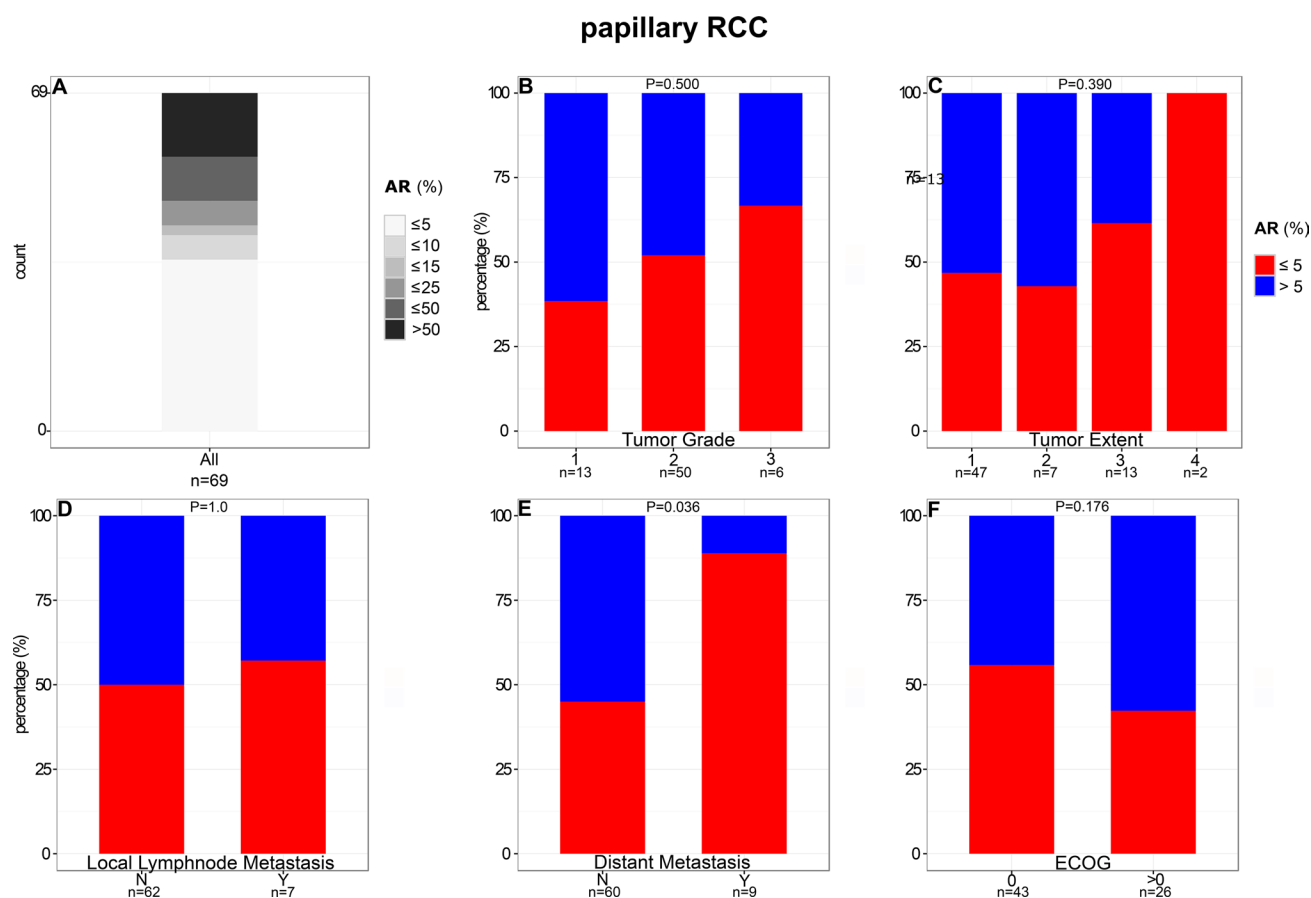 papillary RCC
A
69
0
count
All
n=69
AR (%)
≤5
≤10
≤15
≤25
≤50
>50
B
P=0.500
100
75
50
25
0
percentage (%)
Tumor Grade
1 2 3
n=13 n=50 n=6
C
P=0.390
100
75
n=13
50
25
0
Tumor Extent
1 2 3 4
n=47 n=7 n=13 n=2
AR (%)
≤ 5
> 5
D
P=1.0
100
75
50
25
0
percentage (%)
Local Lymphnode Metastasis
N Y
n=62 n=7
E
P=0.036
100
75
50
25
0
Distant Metastasis
N Y
n=60 n=9
F
P=0.176
100
75
50
25
0
ECOG
0 >0
n=43 n=26